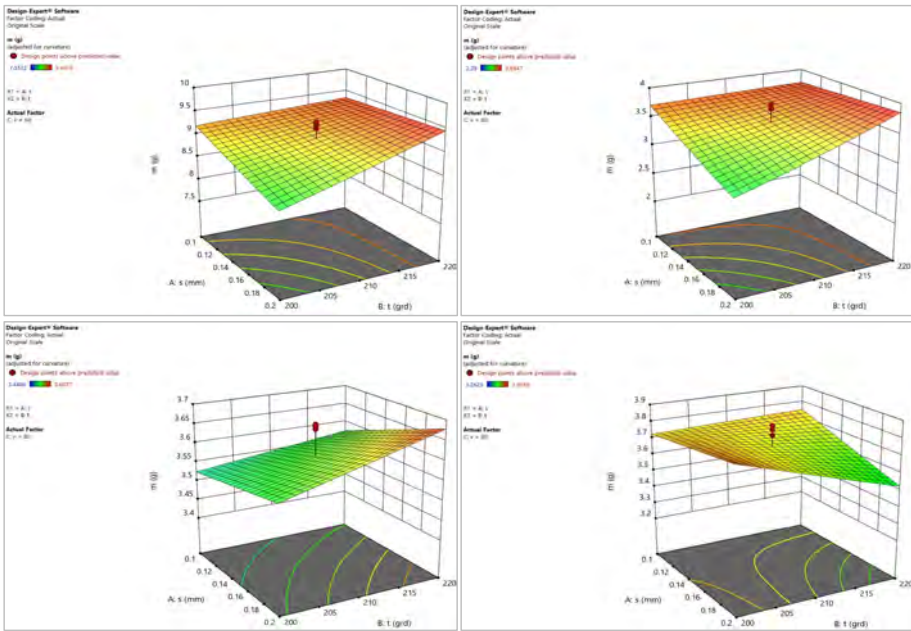 Design-Expert® Software
Factor Coding: Actual
Original Scale
m (g)
(adjusted for curvature)
Design points above predicted value
X1 = A:
X2 = B: t
Actual Factor
10
9.5
9
8.5
8
7.5
m (g)
0.1
0.12
0.14
0.16
0.18
0.2
A: s (mm)
200
205
210
215
220
B: t (grd)
Design-Expert® Software
Factor Coding: Actual
Original Scale
m (g)
(adjusted for curvature)
Design points above predicted value
X2 = B: t
Actual Factor
4
3.5
3
2.5
2
m (g)
0.1
0.12
0.14
0.16
0.18
0.2
A: s (mm)
200
205
210
215
220
B: t (grd)
Design-Expert® Software
Factor Coding: Actual
Original Scale
m (g)
(adjusted for curvature)
Design points above predicted value
X2 = B: t
Actual Factor
3.7
3.65
3.6
3.55
3.5
3.45
3.4
m (g)
0.1
0.12
0.14
0.16
0.18
0.2
A: s (mm)
200
205
210
215
220
B: t (grd)
Design-Expert® Software
Factor Coding: Actual
Original Scale
m (g)
(adjusted for curvature)
Design points above predicted value
X2 = B: t
Actual Factor
3.9
3.8
3.7
3.6
3.5
3.4
3.3
3.2
m (g)
0.1
0.12
0.14
0.16
0.18
0.2
A: s (mm)
200
205
210
215
220
B: t (grd)